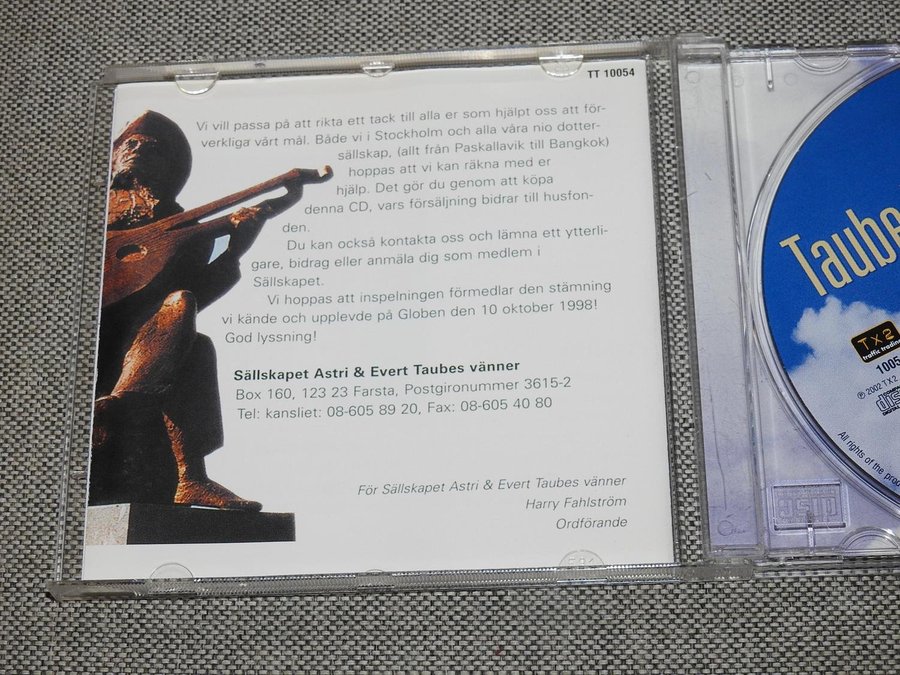 TT 10054
Vi vill passa på att rikta ett tack till alla er som hjälpt oss att för-
verkliga vårt mål. Både vi i Stockholm och alla våra nio dotter-
sällskap, (allt från Paskallavik till Bangkok)
hoppas att vi kan räkna med er
hjälp. Det gör du genom att köpa
denna CD, vars försäljning bidrar till husfon-
den.
Du kan också kontakta oss och lämna ett ytterli-
gare, bidrag eller anmäla dig som medlem i
Sällskapet.
Vi hoppas att inspelningen förmedlar den stämning
vi kände och upplevde på Globen den 10 oktober 1998!
God lyssning!
Sällskapet Astri & Evert Taubes vänner
Box 160, 123 23 Farsta, Postgironummer 3615-2
Tel: kansliet: 08-605 89 20, Fax: 08-605 40 80
För Sällskapet Astri & Evert Taubes vänner
Harry Fahlström
Ordförande
Taube
Tx2
traffic trading
1005
℗ 2002 TX2
All rights of the prod